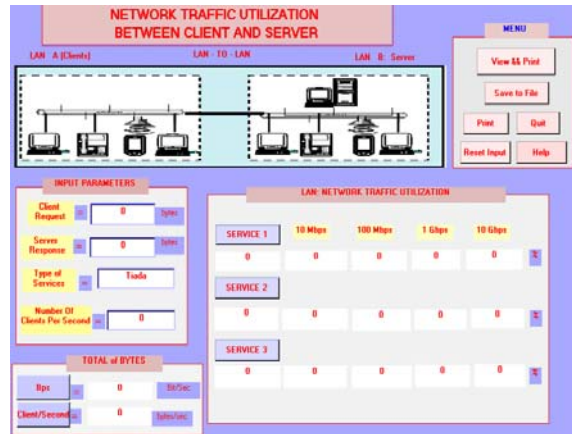 NETWORK TRAFFIC UTILIZATION
BETWEEN CLIENT AND SERVER
LAN A (Clients)
LAN - TO - LAN
LAN B: Server
MENU
View && Print
Save to File
Print
Quit
Reset Input
Help
INPUT PARAMETERS
Client
Request
=
0
bytes
Server
Response
=
0
bytes
Type of
Services
=
Tiada
Number Of
Clients Per Second
=
0
TOTAL of BYTES
Bps
=
0
Bit/Sec
Client/Second
=
0
bytes/sec
LAN: NETWORK TRAFFIC UTILIZATION
SERVICE 1
10 Mbps
100 Mbps
1 Gbps
10 Gbps
0
0
0
0
0
%
SERVICE 2
0
0
0
0
0
%
SERVICE 3
0
0
0
0
0
%